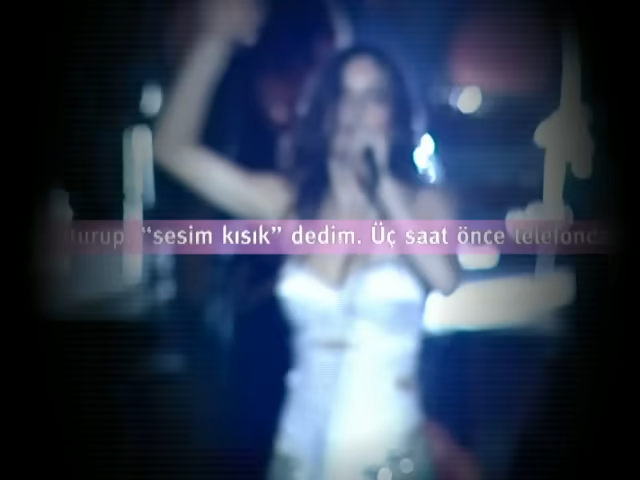 "sesim kısık" dedim. Üç saat önce